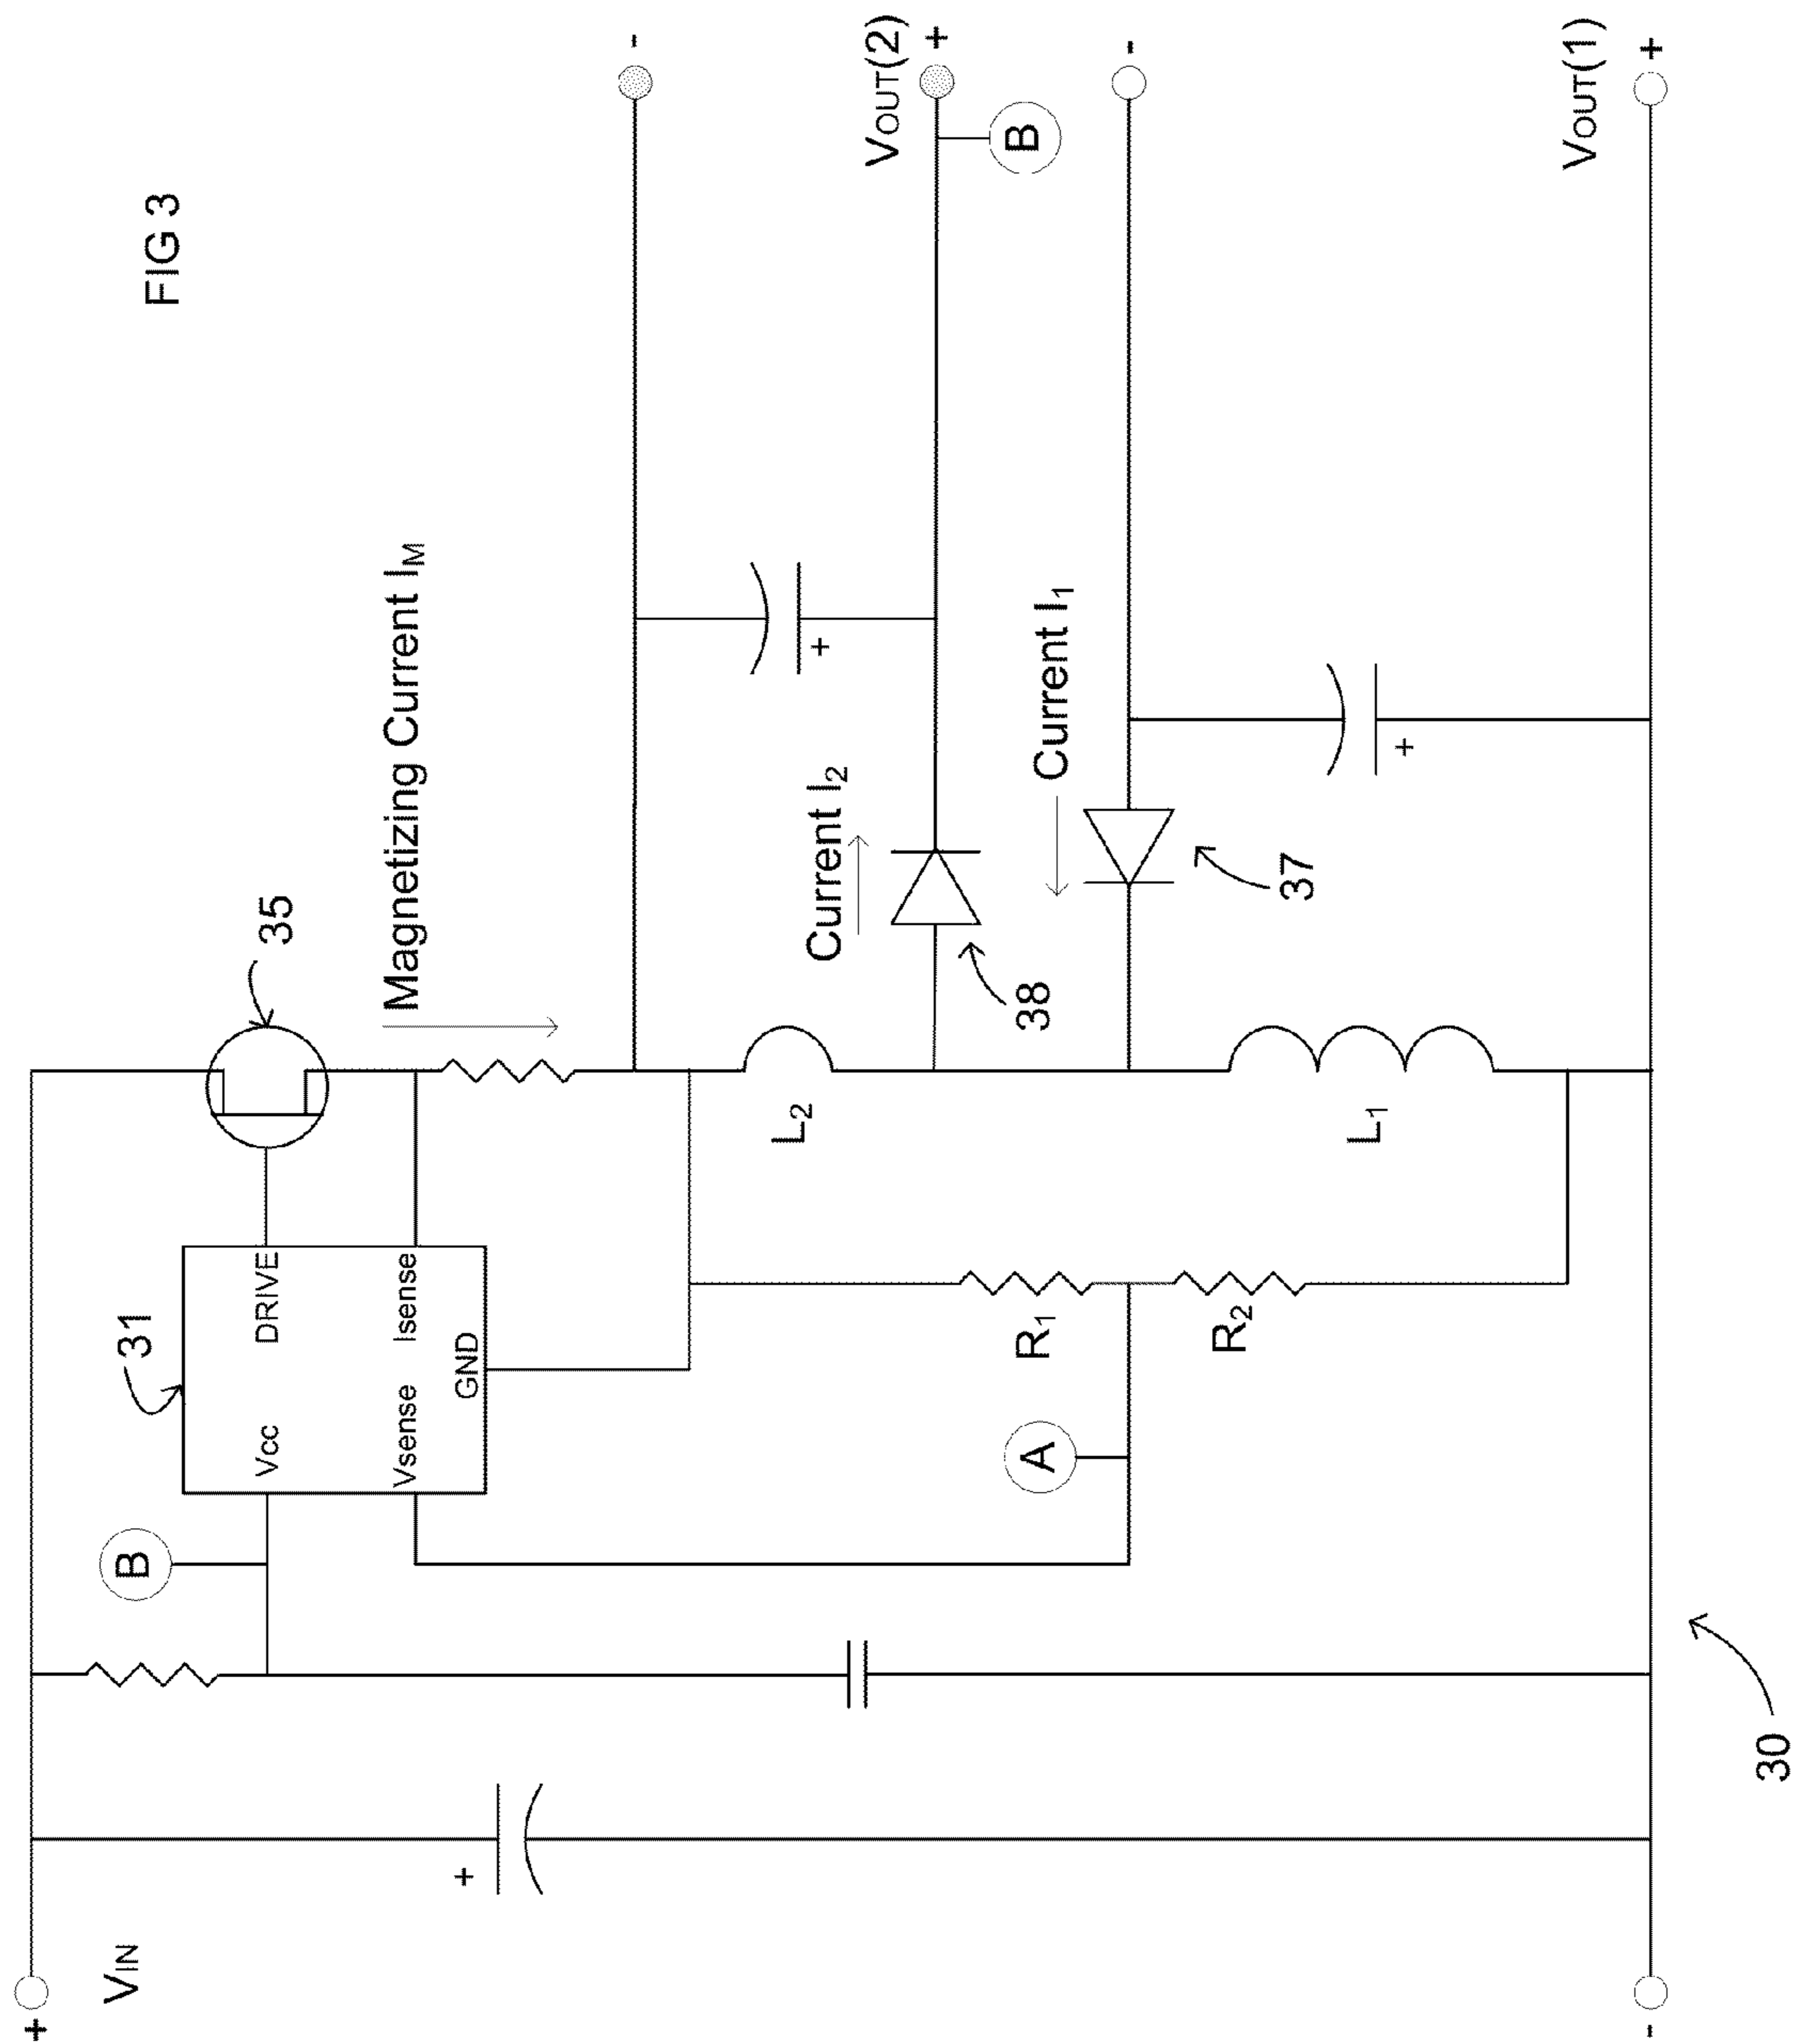 FIG 3
35
Magnetizing Current IM
31
DRIVE
Isense
GND
Vcc
Vsense
B
+
VIN
-
VOUT(2)
+
B
-
VOUT(1)
+
Current I2
Current I1
+
+
38
37
L2
L1
R1
R2
A
+
-
30